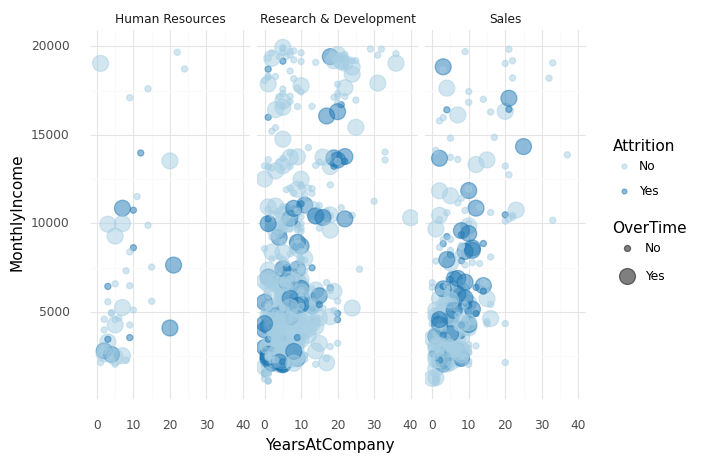 Human Resources Research & Development Sales
20000
15000
10000
5000
MonthlyIncome
0 10 20 30 40 0 10 20 30 40 0 10 20 30 40
YearsAtCompany
Attrition
No
Yes
OverTime
No
Yes